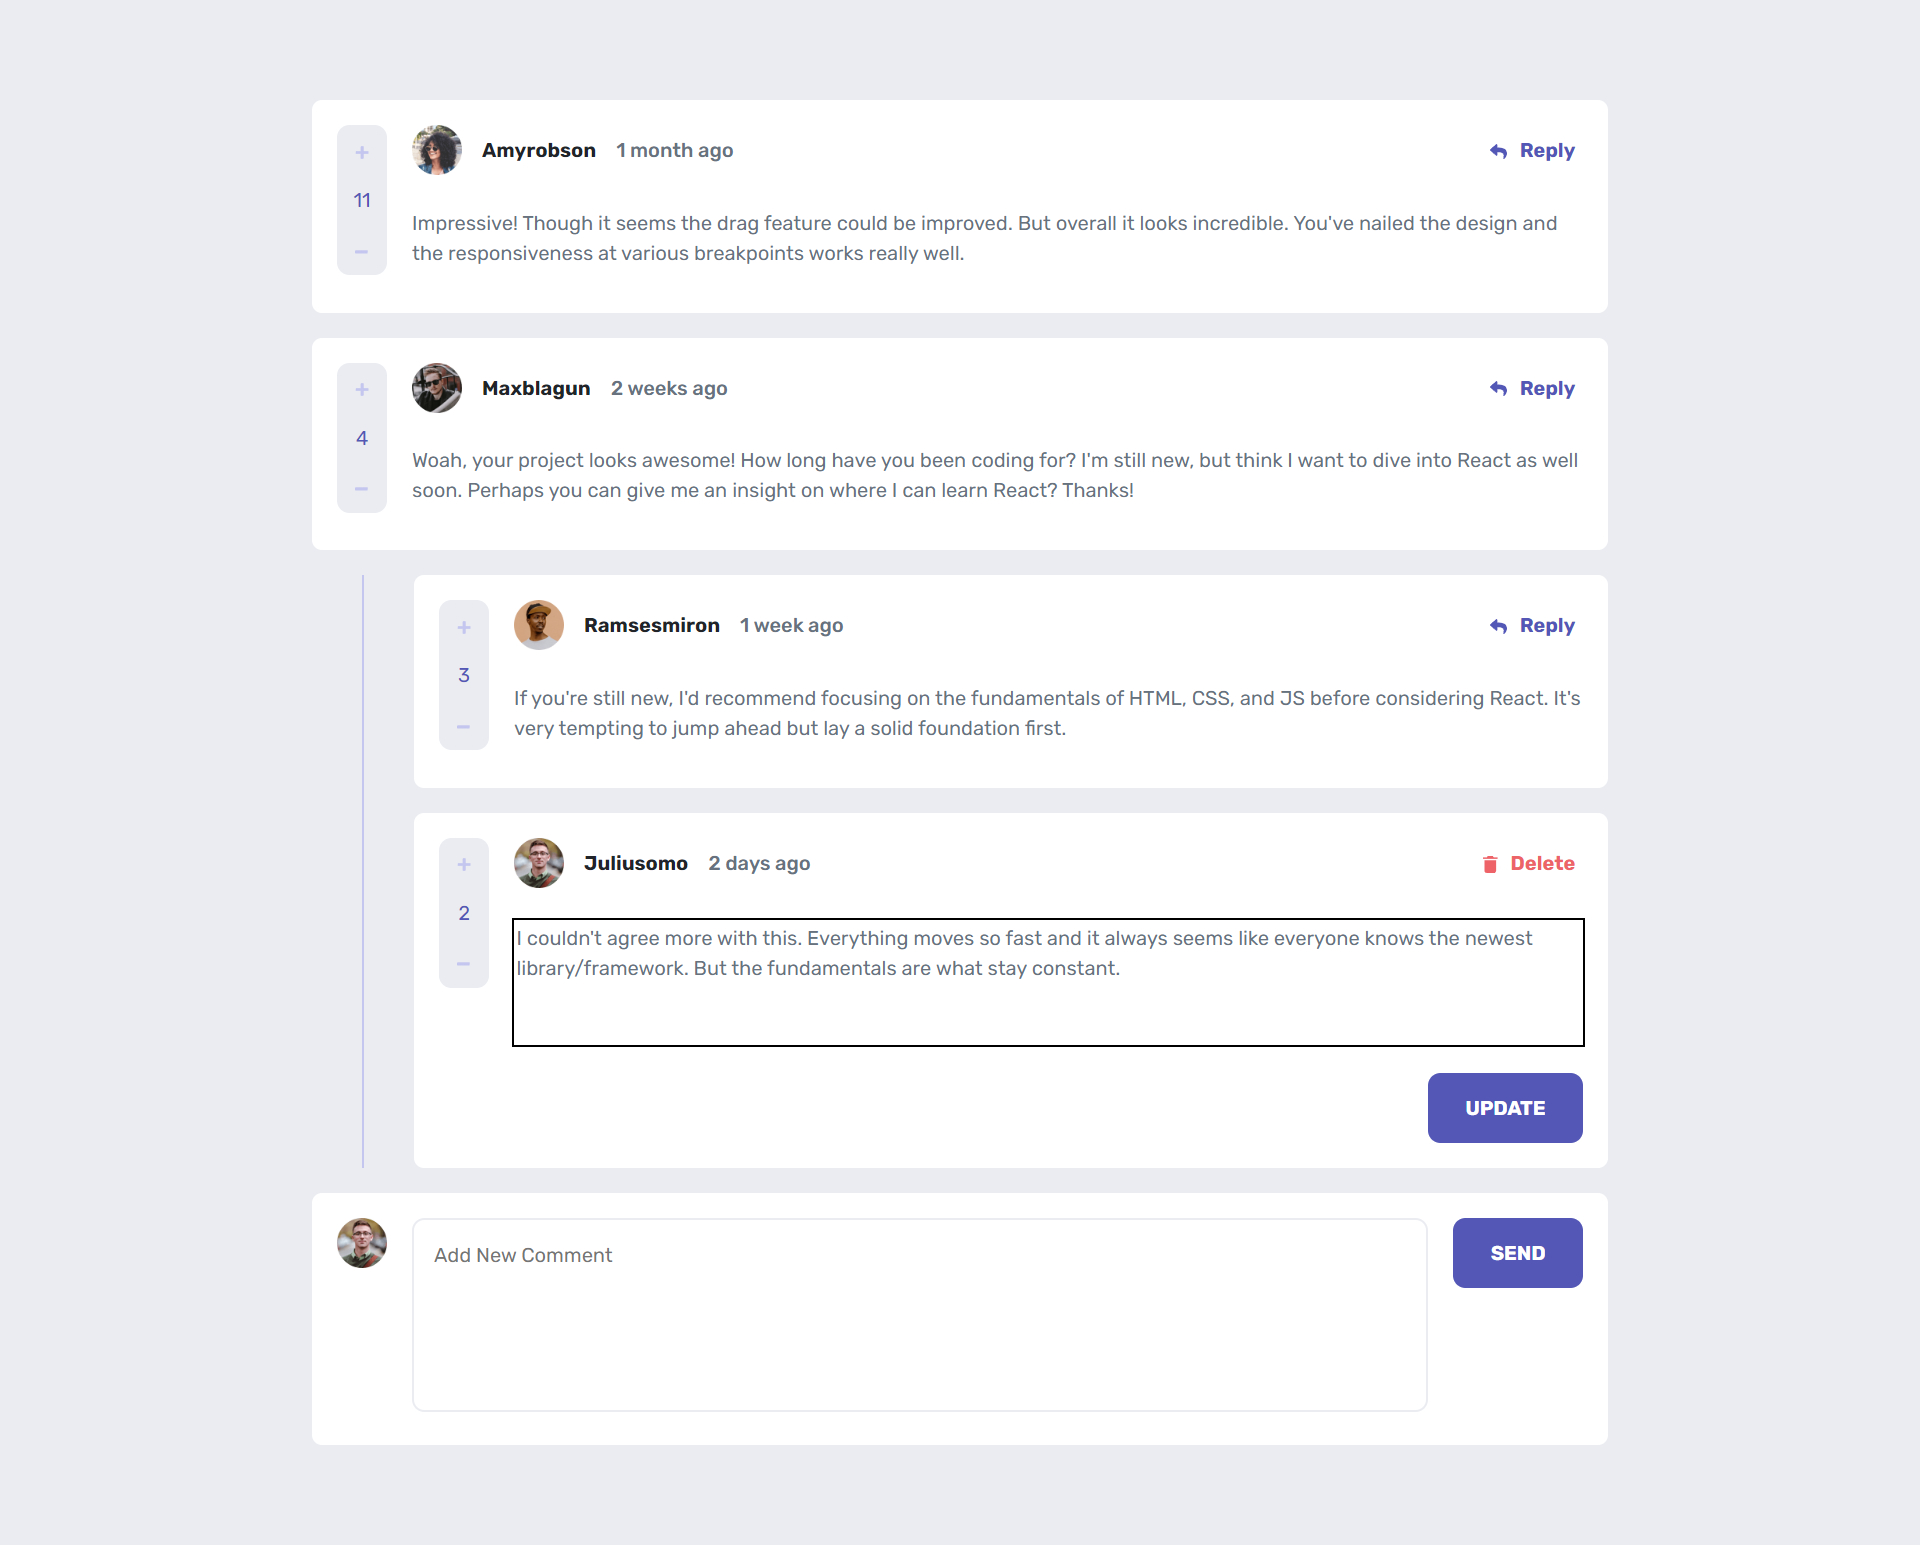 +
Amyrobson 1 month ago Reply
11
Impressive! Though it seems the drag feature could be improved. But overall it looks incredible. You've nailed the design and
the responsiveness at various breakpoints works really well.
−
+
Maxblagun 2 weeks ago Reply
4
Woah, your project looks awesome! How long have you been coding for? I'm still new, but think I want to dive into React as well
soon. Perhaps you can give me an insight on where I can learn React? Thanks!
−
+
Ramsesmiron 1 week ago Reply
3
If you're still new, I'd recommend focusing on the fundamentals of HTML, CSS, and JS before considering React. It's
very tempting to jump ahead but lay a solid foundation first.
−
+
Juliusomo 2 days ago Delete
2
I couldn't agree more with this. Everything moves so fast and it always seems like everyone knows the newest
library/framework. But the fundamentals are what stay constant.
−
UPDATE
Add New Comment
SEND